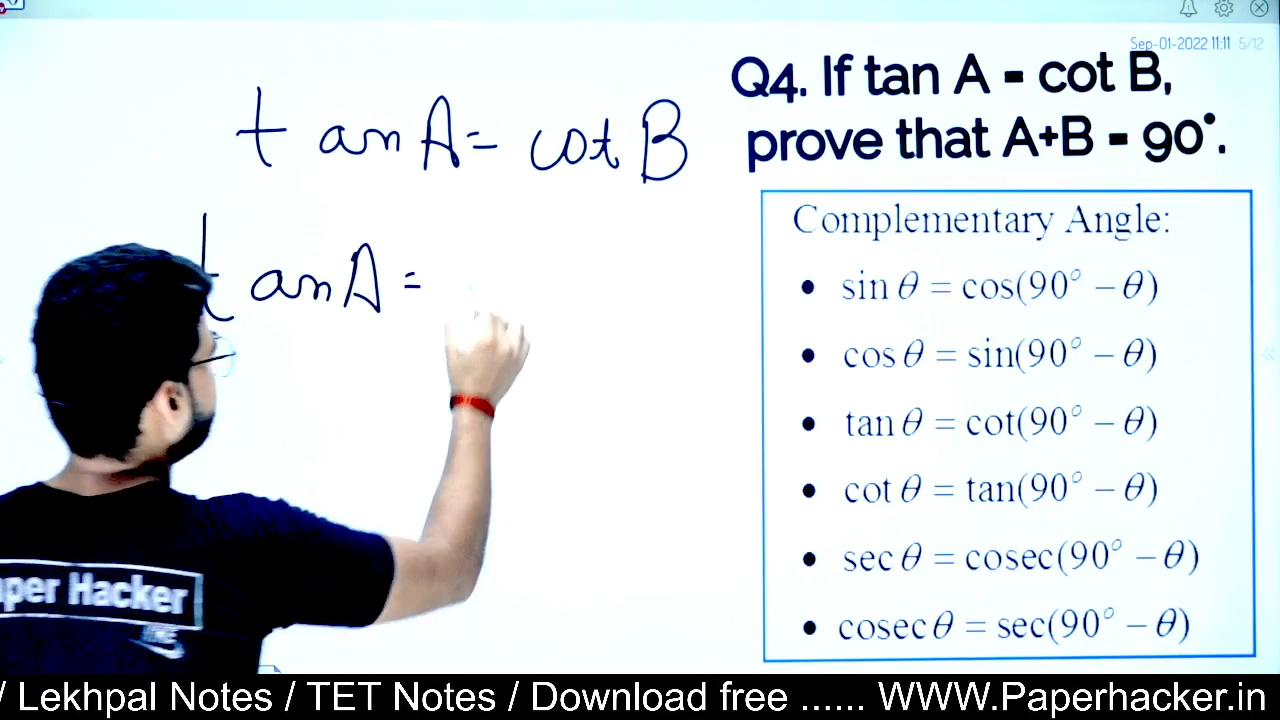 Sep-01-2022 11:11 5/12
Q4. If tan A = cot B,
prove that A+B = 90°.
tan A = cot B
tan A =
Complementary Angle:
• sin θ = cos(90° – θ)
• cos θ = sin(90° – θ)
• tan θ = cot(90° – θ)
• cot θ = tan(90° – θ)
• sec θ = cosec(90° – θ)
• cosec θ = sec(90° – θ)
per Hacker
/ Lekhpal Notes / TET Notes / Download free ...... WWW.Paperhacker.in